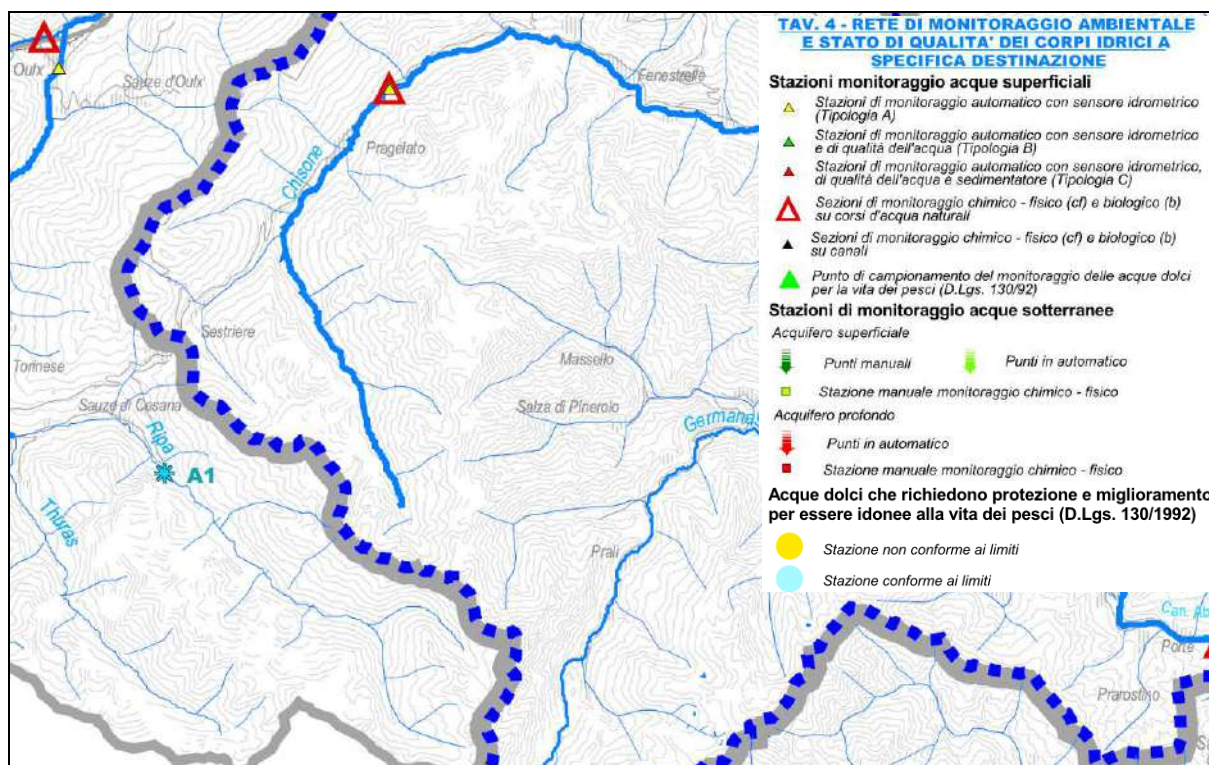 TAV. 4 - RETE DI MONITORAGGIO AMBIENTALE
E STATO DI QUALITA' DEI CORPI IDRICI A
SPECIFICA DESTINAZIONE
Stazioni monitoraggio acque superficiali
Stazioni di monitoraggio automatico con sensore idrometrico
(Tipologia A)
Stazioni di monitoraggio automatico con sensore idrometrico
e di qualità dell'acqua (Tipologia B)
Stazioni di monitoraggio automatico con sensore idrometrico,
di qualità dell'acqua e sedimentatore (Tipologia C)
Sezioni di monitoraggio chimico - fisico (cf) e biologico (b)
su corsi d'acqua naturali
Sezioni di monitoraggio chimico - fisico (cf) e biologico (b)
su canali
Punto di campionamento del monitoraggio delle acque dolci
per la vita dei pesci (D.Lgs. 130/92)
Stazioni di monitoraggio acque sotterranee
Acquifero superficiale
Punti manuali
Punti in automatico
Stazione manuale monitoraggio chimico - fisico
Acquifero profondo
Punti in automatico
Stazione manuale monitoraggio chimico - fisico
Acque dolci che richiedono protezione e miglioramento
per essere idonee alla vita dei pesci (D.Lgs. 130/1992)
Stazione non conforme ai limiti
Stazione conforme ai limiti
Oulx
Sauze d'Oulx
Fenestrelle
Pragelato
Chisone
Sestriere
Massello
Torinese
Sauze di Cesana
Salza di Pinerolo
Germanas
Ripa
A1
Thuras
Prali
Can. Ab
Porte
Prarostino
S